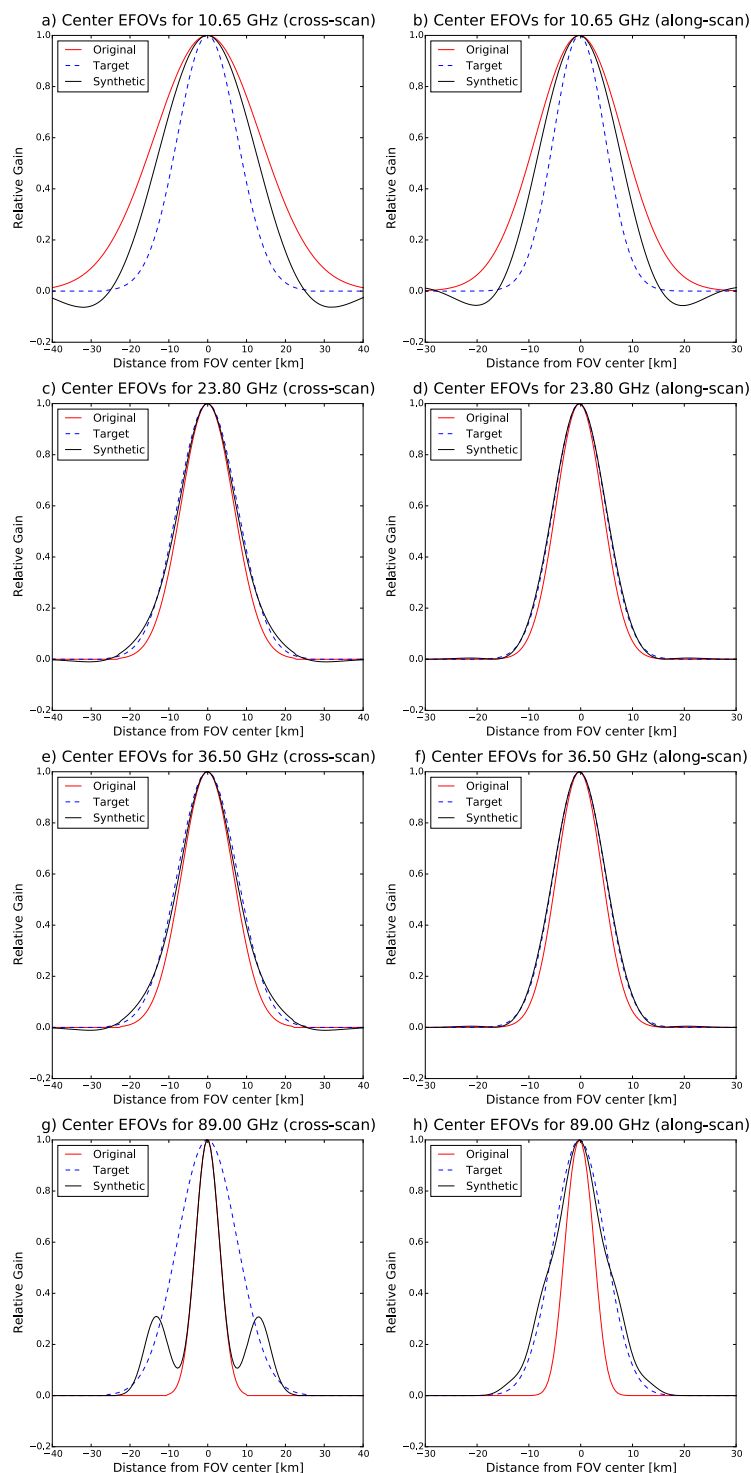 a) Center EFOVs for 10.65 GHz (cross-scan)
1.0
0.8
0.6
0.4
0.2
0.0
−0.2
Relative Gain
Original
Target
Synthetic
−40 −30 −20 −10 0 10 20 30 40
Distance from FOV center [km]
b) Center EFOVs for 10.65 GHz (along-scan)
1.0
0.8
0.6
0.4
0.2
0.0
−0.2
Relative Gain
Original
Target
Synthetic
−30 −20 −10 0 10 20 30
Distance from FOV center [km]
c) Center EFOVs for 23.80 GHz (cross-scan)
1.0
0.8
0.6
0.4
0.2
0.0
−0.2
Relative Gain
Original
Target
Synthetic
−40 −30 −20 −10 0 10 20 30 40
Distance from FOV center [km]
d) Center EFOVs for 23.80 GHz (along-scan)
1.0
0.8
0.6
0.4
0.2
0.0
−0.2
Relative Gain
Original
Target
Synthetic
−30 −20 −10 0 10 20 30
Distance from FOV center [km]
e) Center EFOVs for 36.50 GHz (cross-scan)
1.0
0.8
0.6
0.4
0.2
0.0
−0.2
Relative Gain
Original
Target
Synthetic
−40 −30 −20 −10 0 10 20 30 40
Distance from FOV center [km]
f) Center EFOVs for 36.50 GHz (along-scan)
1.0
0.8
0.6
0.4
0.2
0.0
−0.2
Relative Gain
Original
Target
Synthetic
−30 −20 −10 0 10 20 30
Distance from FOV center [km]
g) Center EFOVs for 89.00 GHz (cross-scan)
1.0
0.8
0.6
0.4
0.2
0.0
−0.2
Relative Gain
Original
Target
Synthetic
−40 −30 −20 −10 0 10 20 30 40
Distance from FOV center [km]
h) Center EFOVs for 89.00 GHz (along-scan)
1.0
0.8
0.6
0.4
0.2
0.0
−0.2
Relative Gain
Original
Target
Synthetic
−30 −20 −10 0 10 20 30
Distance from FOV center [km]